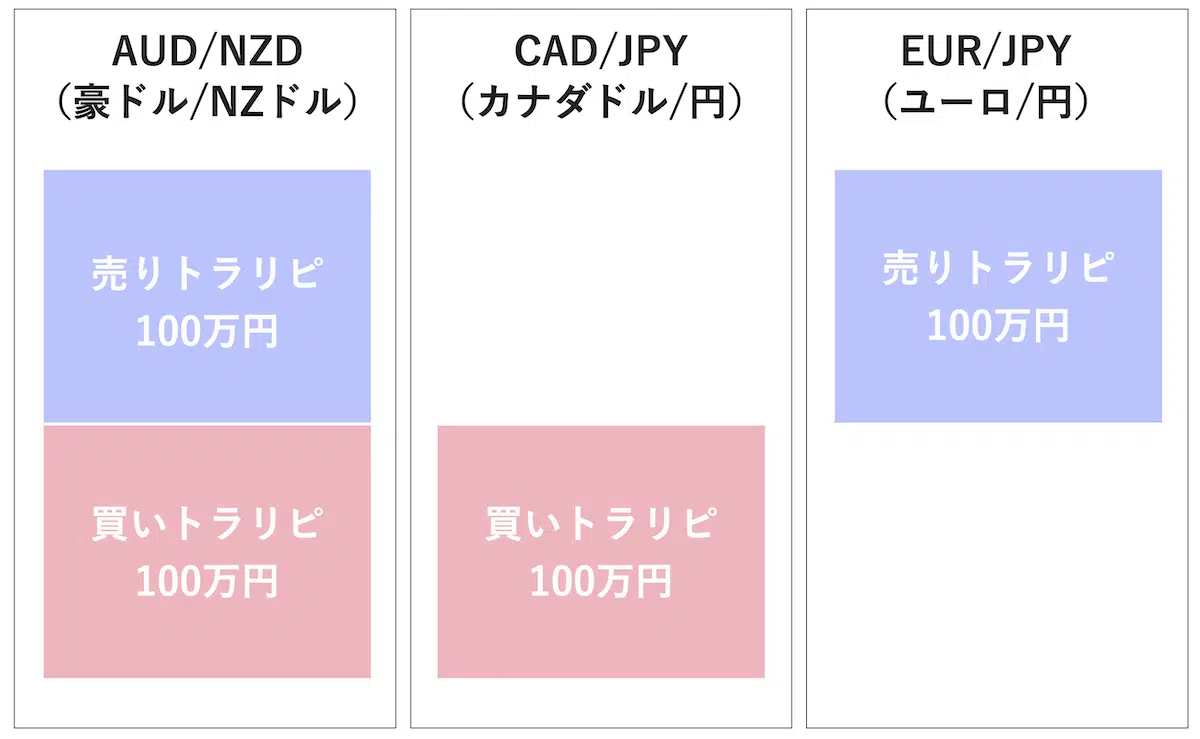 AUD/NZD
（豪ドル/NZドル）
売りトラリピ
100万円
買いトラリピ
100万円
CAD/JPY
（カナダドル/円）
買いトラリピ
100万円
EUR/JPY
（ユーロ/円）
売りトラリピ
100万円